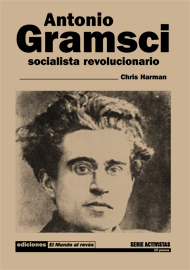 Antonio
Gramsci
socialista revolucionario
Chris Harman
ediciones El Mundo al revés
SERIE ACTIVISTAS